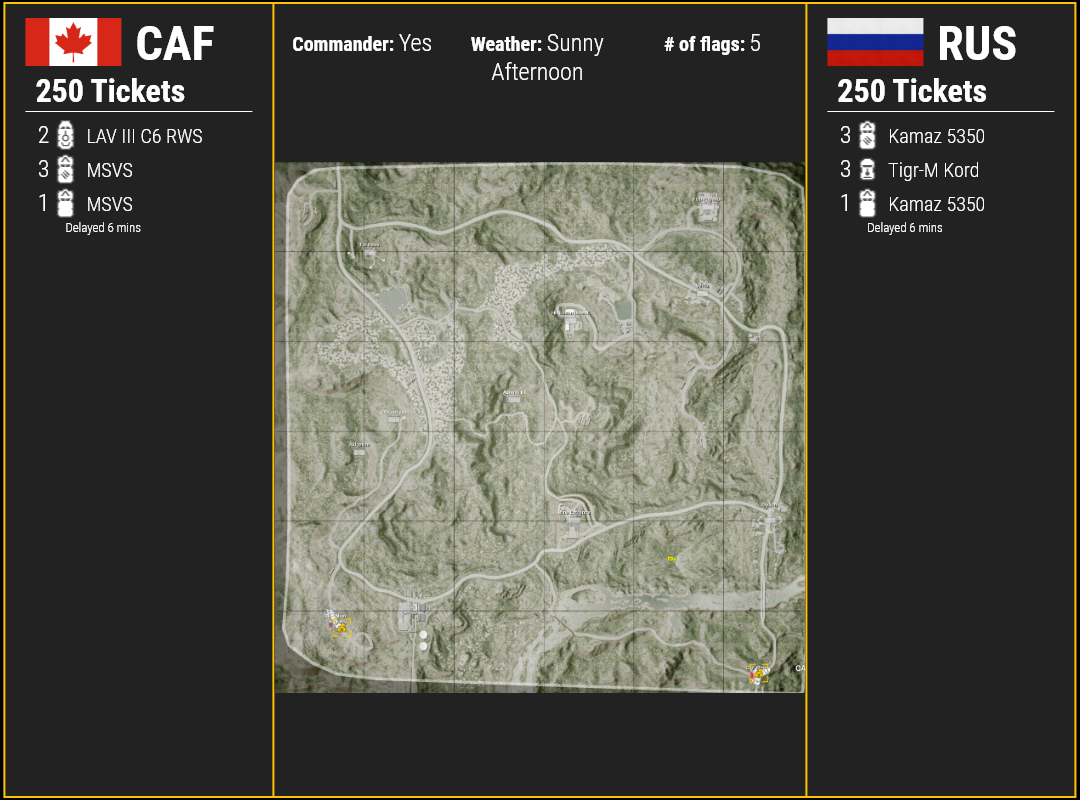 CAF
250 Tickets
2 LAV III C6 RWS
3 MSVS
1 MSVS
Delayed 6 mins
Commander: Yes
Weather: Sunny
Afternoon
# of flags: 5
RUS
250 Tickets
3 Kamaz 5350
3 Tigr-M Kord
1 Kamaz 5350
Delayed 6 mins
CA